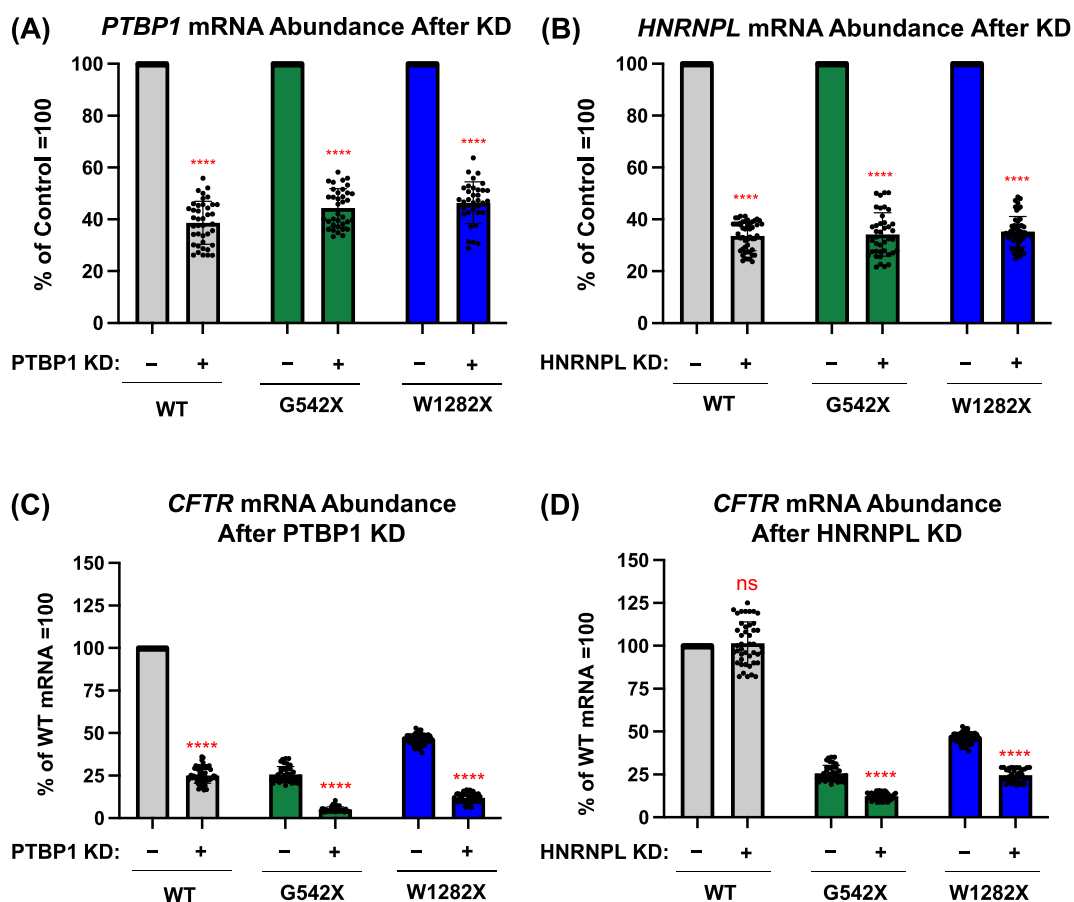 (A) PTBP1 mRNA Abundance After KD
% of Control =100
100
80
60
40
20
0
**** **** ****
PTBP1 KD: – + – + – +
WT G542X W1282X
(B) HNRNPL mRNA Abundance After KD
% of Control =100
100
80
60
40
20
0
**** **** ****
HNRNPL KD: – + – + – +
WT G542X W1282X
(C) CFTR mRNA Abundance
After PTBP1 KD
% of WT mRNA =100
150
125
100
75
50
25
0
**** **** ****
PTBP1 KD: – + – + – +
WT G542X W1282X
(D) CFTR mRNA Abundance
After HNRNPL KD
% of WT mRNA =100
150
125
100
75
50
25
0
ns **** ****
HNRNPL KD: – + – + – +
WT G542X W1282X